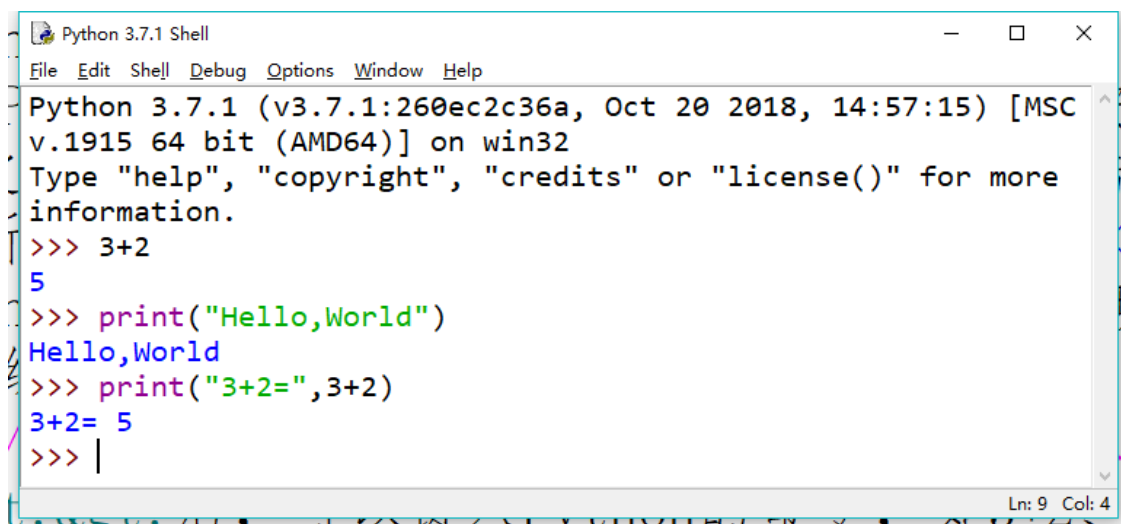 Python 3.7.1 Shell
File Edit Shell Debug Options Window Help
Python 3.7.1 (v3.7.1:260ec2c36a, Oct 20 2018, 14:57:15) [MSC
v.1915 64 bit (AMD64)] on win32
Type "help", "copyright", "credits" or "license()" for more
information.
>>> 3+2
5
>>> print("Hello,World")
Hello,World
>>> print("3+2=",3+2)
3+2= 5
>>>
Ln: 9 Col: 4